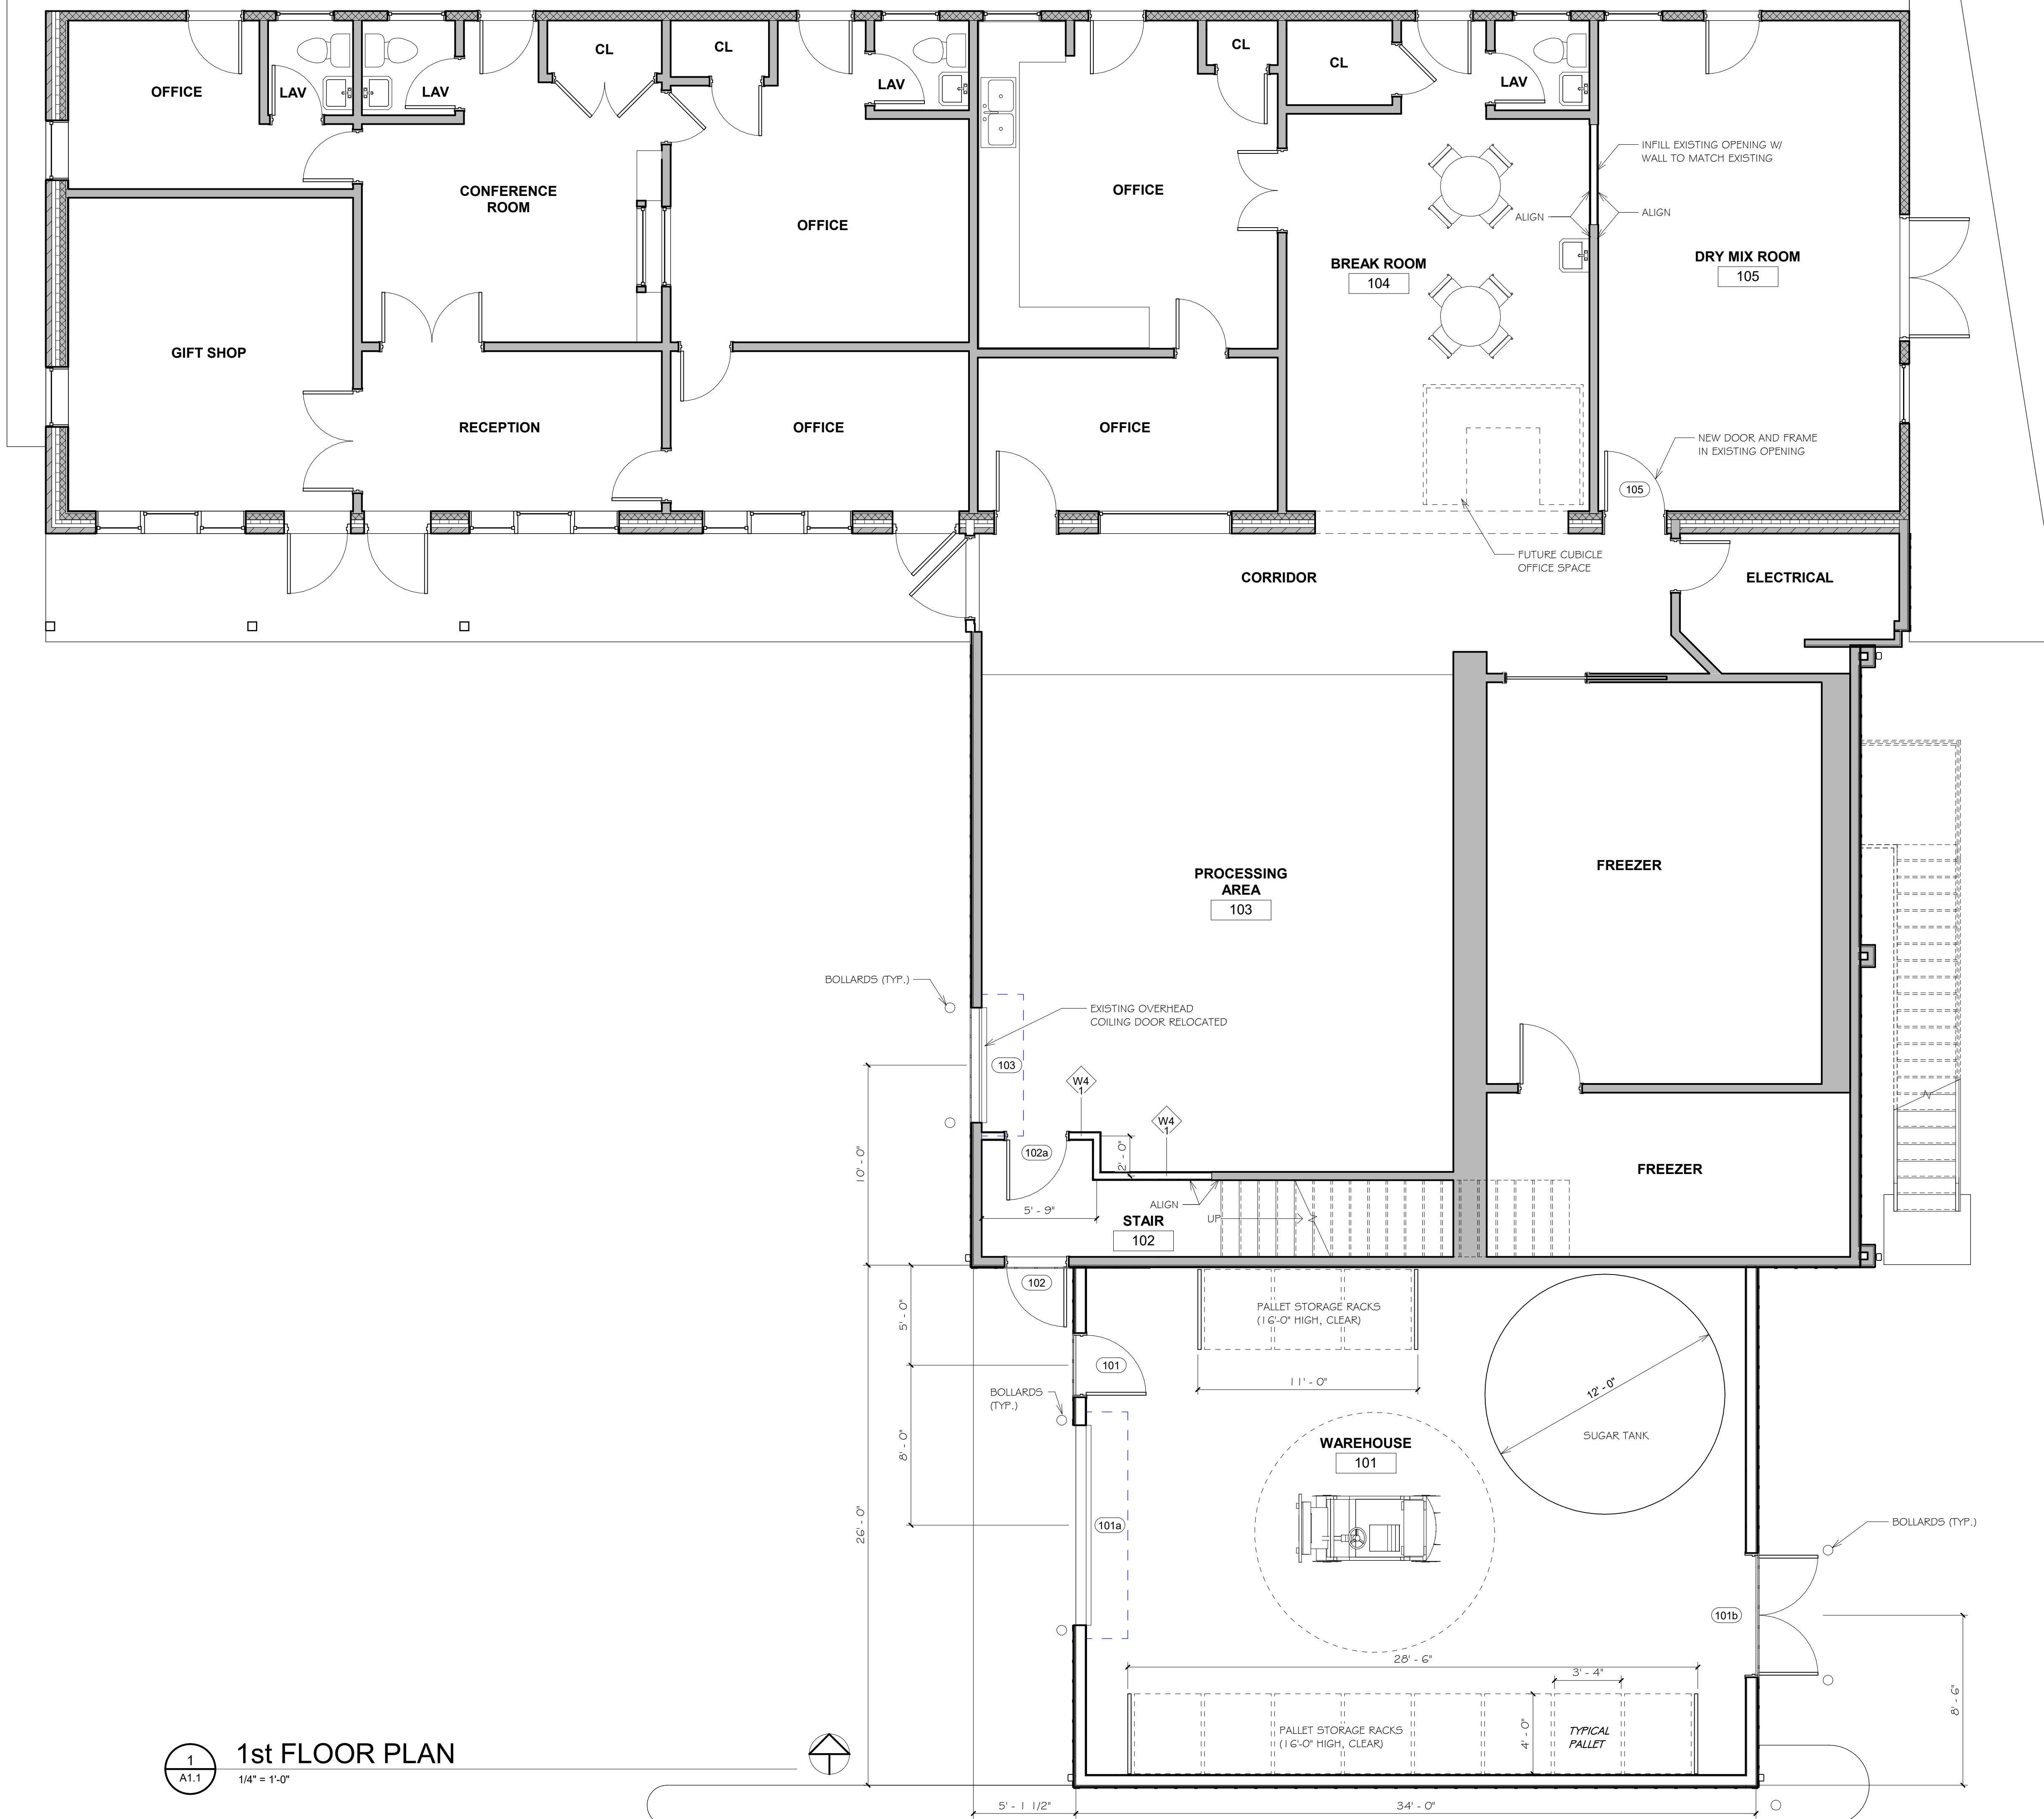 CL
CL
CL
CL
OFFICE
LAV
LAV
LAV
LAV
INFILL EXISTING OPENING W/
WALL TO MATCH EXISTING
CONFERENCE
ROOM
OFFICE
OFFICE
ALIGN
ALIGN
BREAK ROOM
104
DRY MIX ROOM
105
GIFT SHOP
RECEPTION
OFFICE
OFFICE
NEW DOOR AND FRAME
IN EXISTING OPENING
105
FUTURE CUBICLE
OFFICE SPACE
CORRIDOR
ELECTRICAL
PROCESSING
AREA
103
FREEZER
BOLLARDS (TYP.)
EXISTING OVERHEAD
COILING DOOR RELOCATED
103
W4
1
W4
1
102a
2' - 0"
10' - 0"
FREEZER
5' - 9"
ALIGN
UP
STAIR
102
102
5' - 0"
PALLET STORAGE RACKS
(16'-0" HIGH, CLEAR)
101
11' - 0"
12' - 0"
BOLLARDS
(TYP.)
SUGAR TANK
WAREHOUSE
101
8' - 0"
26' - 0"
101a
BOLLARDS (TYP.)
101b
28' - 6"
3' - 4"
8' - 6"
PALLET STORAGE RACKS
(16'-0" HIGH, CLEAR)
4' - 0"
TYPICAL
PALLET
1
A1.1
1st FLOOR PLAN
1/4" = 1'-0"
5' - 1 1/2"
34' - 0"